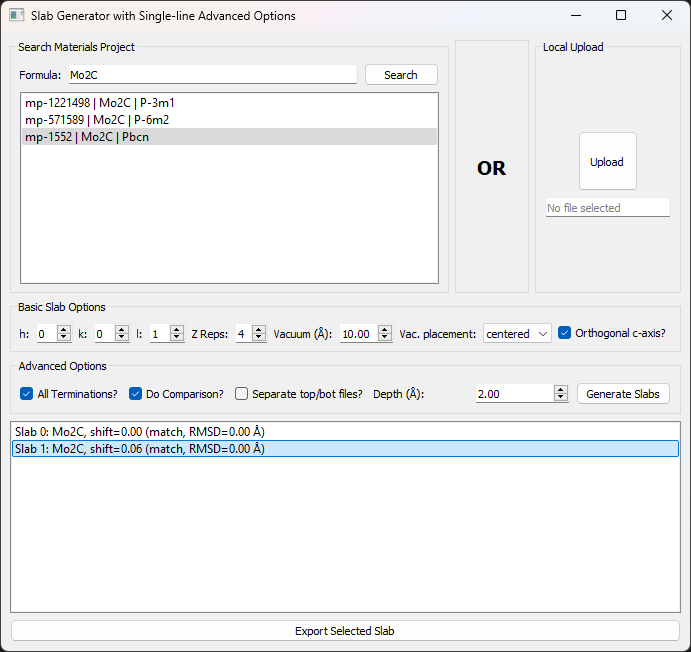 Slab Generator with Single-line Advanced Options
Search Materials Project
Formula: Mo2C Search
mp-1221498 | Mo2C | P-3m1
mp-571589 | Mo2C | P-6m2
mp-1552 | Mo2C | Pbcn
OR
Local Upload
Upload
No file selected
Basic Slab Options
h: 0 k: 0 l: 1 Z Reps: 4 Vacuum (Å): 10.00 Vac. placement: centered Orthogonal c-axis?
Advanced Options
All Terminations? Do Comparison? Separate top/bot files? Depth (Å): 2.00 Generate Slabs
Slab 0: Mo2C, shift=0.00 (match, RMSD=0.00 Å)
Slab 1: Mo2C, shift=0.06 (match, RMSD=0.00 Å)
Export Selected Slab